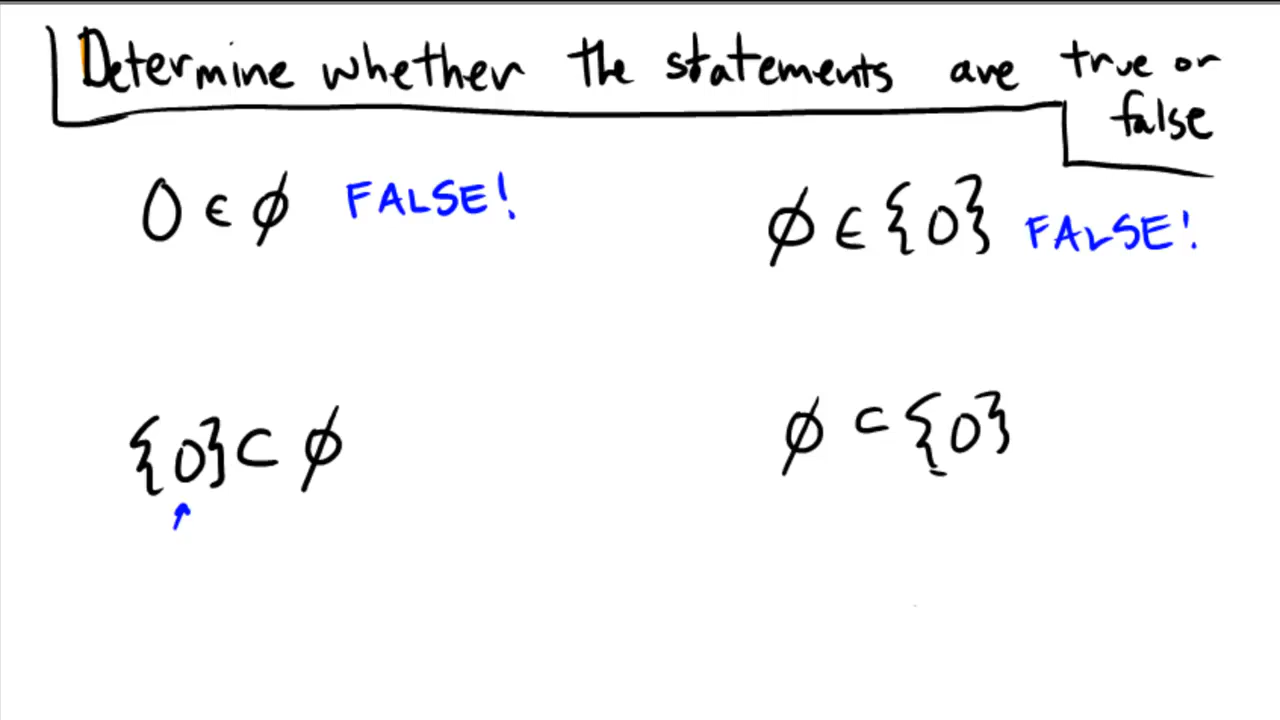 Determine whether the statements are true or
false
0 ∈ ∅ FALSE!
∅ ∈ {0} FALSE!
{0} ⊂ ∅
∅ ⊂ {0}